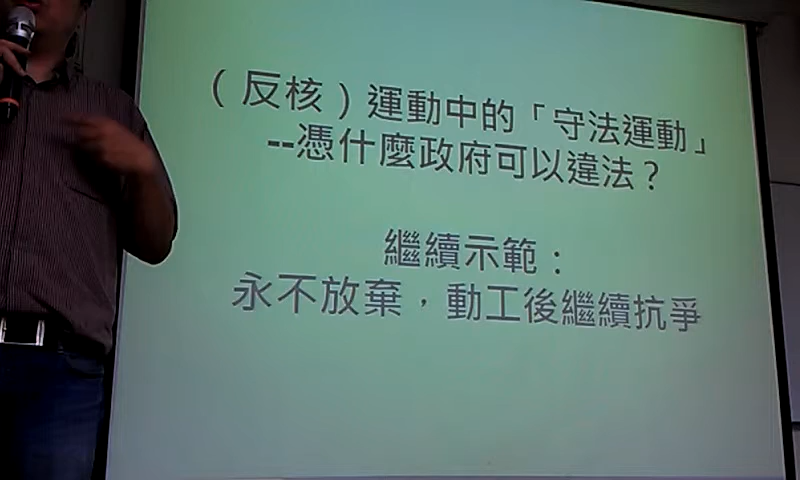 （反核）運動中的「守法運動」
--憑什麼政府可以違法？
繼續示範：
永不放棄，動工後繼續抗爭